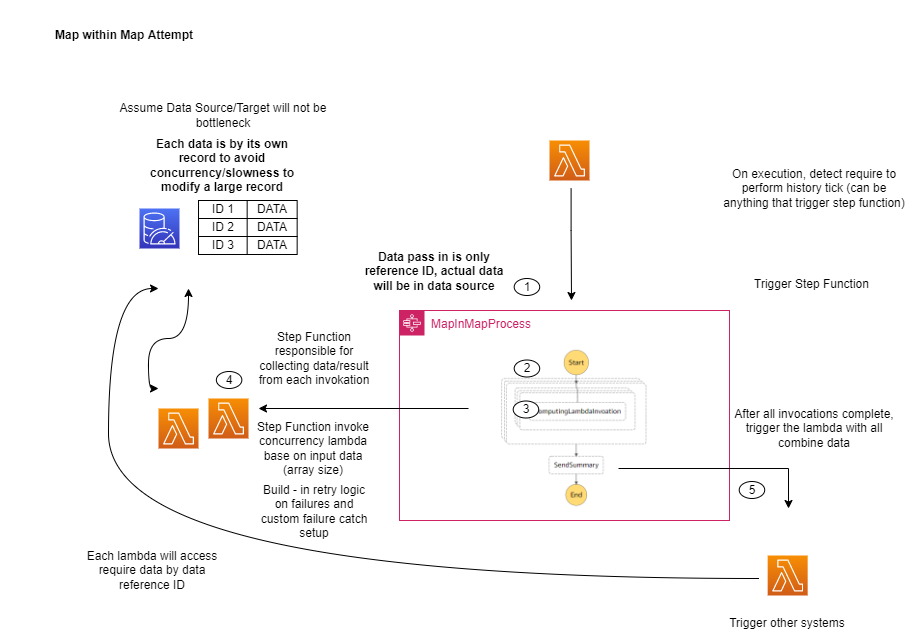 Map within Map Attempt
Assume Data Source/Target will not be
bottleneck
Each data is by its own
record to avoid
concurrency/slowness to
modify a large record
ID 1 DATA
ID 2 DATA
ID 3 DATA
On execution, detect require to
perform history tick (can be
anything that trigger step function)
Data pass in is only
reference ID, actual data
will be in data source
1
Trigger Step Function
MapInMapProcess
Start
2
3
omputingLambdaInvoation
SendSummary
End
Step Function
responsible for
collecting data/result
from each invokation
4
Step Function invoke
concurrency lambda
base on input data
(array size)
Build - in retry logic
on failures and
custom failure catch
setup
After all invocations complete,
trigger the lambda with all
combine data
5
Each lambda will access
require data by data
reference ID
Trigger other systems